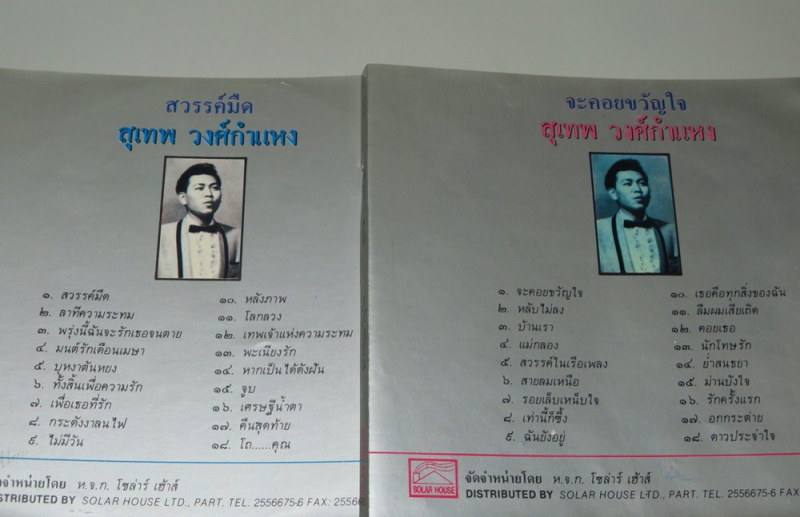 สวรรค์มืด
สุเทพ วงศ์กำแหง
๑. สวรรค์มืด
๒. ลาทีความระทม
๓. พรุ่งนี้ฉันจะรักเธอจนตาย
๔. มนต์รักเดือนเมษา
๕. บุหงาตันหยง
๖. ทั้งสิ้นเพื่อความรัก
๗. เพื่อเธอที่รัก
๘. กระดังงาลนไฟ
๙. ไม่มีวัน
๑๐. หลังภาพ
๑๑. โลกลวง
๑๒. เทพเจ้าแห่งความระทม
๑๓. พะเนียงรัก
๑๔. หากเป็นได้ดังฝัน
๑๕. จูบ
๑๖. เศรษฐีน้ำตา
๑๗. คืนสุดท้าย
๑๘. โถ......คุณ
จัดจำหน่ายโดย ห.จ.ก. โซล่าร์ เฮ้าส์
DISTRIBUTED BY SOLAR HOUSE LTD., PART. TEL. 2556675-6 FAX: 25566
จะคอยขวัญใจ
สุเทพ วงศ์กำแหง
๑. จะคอยขวัญใจ
๒. หลับไม่ลง
๓. บ้านเรา
๔. แม่กลอง
๕. สวรรค์ในเรือเพลง
๖. สายลมเหนือ
๗. รอยเล็บเหน็บใจ
๘. เท่านี้ก็ซึ้ง
๙. ฉันยังอยู่
๑๐. เธอคือทุกสิ่งของฉัน
๑๑. ลืมผมเสียเถิด
๑๒. คอยเธอ
๑๓. นักโทษรัก
๑๔. ย่ำสนธยา
๑๕. ม่านบังใจ
๑๖. รักครั้งแรก
๑๗. อกกระต่าย
๑๘. ดาวประจำใจ
SOLAR HOUSE
จัดจำหน่ายโดย ห.จ.ก. โซล่าร์ เฮ้าส์
DISTRIBUTED BY SOLAR HOUSE LTD., PART. TEL. 2556675-6 FAX